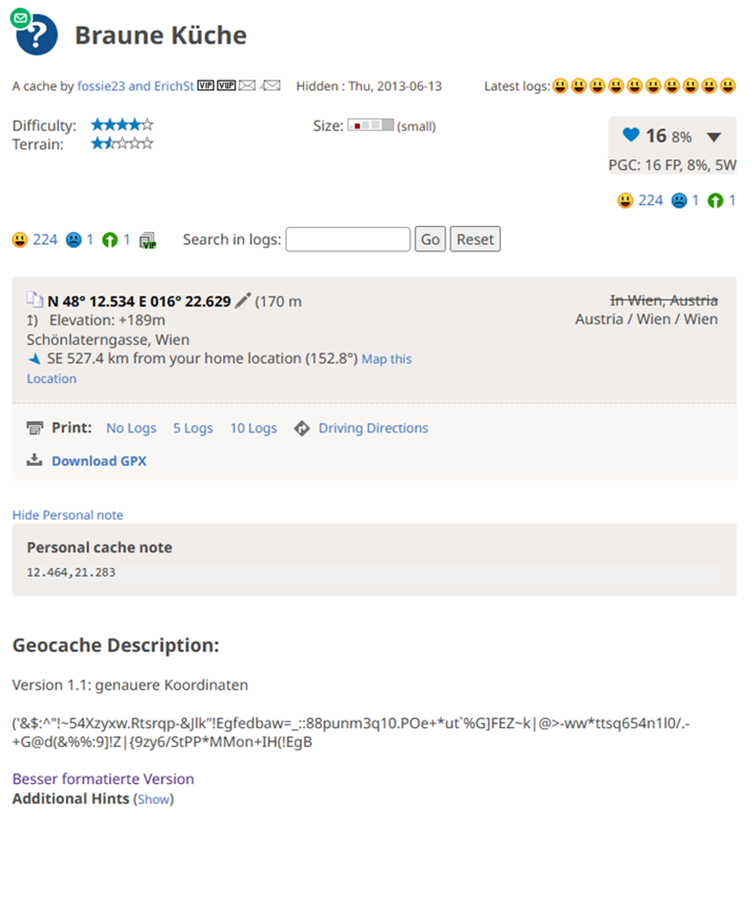 Braune Küche
A cache by fossie23 and ErichSt VIP VUP Hidden : Thu, 2013-06-13 Latest logs:
Difficulty: Size: (small)
Terrain:
16 8%
PGC: 16 FP, 8%, 5W
224 1 1
224 1 1 VIP Search in logs: Go Reset
N 48° 12.534 E 016° 22.629 (170 m In Wien, Austria
↥) Elevation: +189m Austria / Wien / Wien
Schönlaterngasse, Wien
SE 527.4 km from your home location (152.8°) Map this
Location
Print: No Logs 5 Logs 10 Logs Driving Directions
Download GPX
Hide Personal note
Personal cache note
12.464,21.283
Geocache Description:
Version 1.1: genauere Koordinaten
('&$:^"!~54Xzyxw.Rtsrqp-&Jlk"!Egfedbaw=_::88punm3q10.POe+*ut`%G]FEZ~k|@>-ww*ttsq654n1l0/.-
+G@d(&%%:9]!Z|{9zy6/StPP*MMon+IH(!EgB
Besser formatierte Version
Additional Hints (Show)